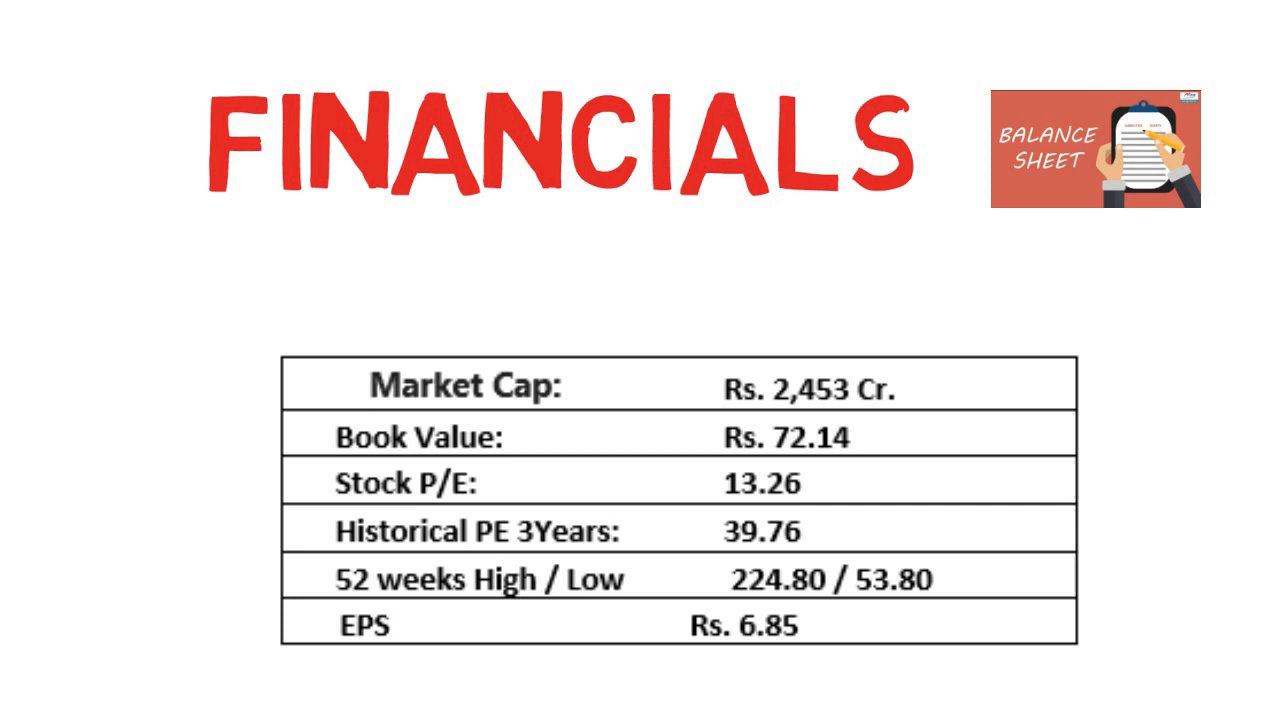 FINANCIALS
BALANCE
SHEET
Market Cap: Rs. 2,453 Cr.
Book Value: Rs. 72.14
Stock P/E: 13.26
Historical PE 3Years: 39.76
52 weeks High / Low 224.80 / 53.80
EPS Rs. 6.85